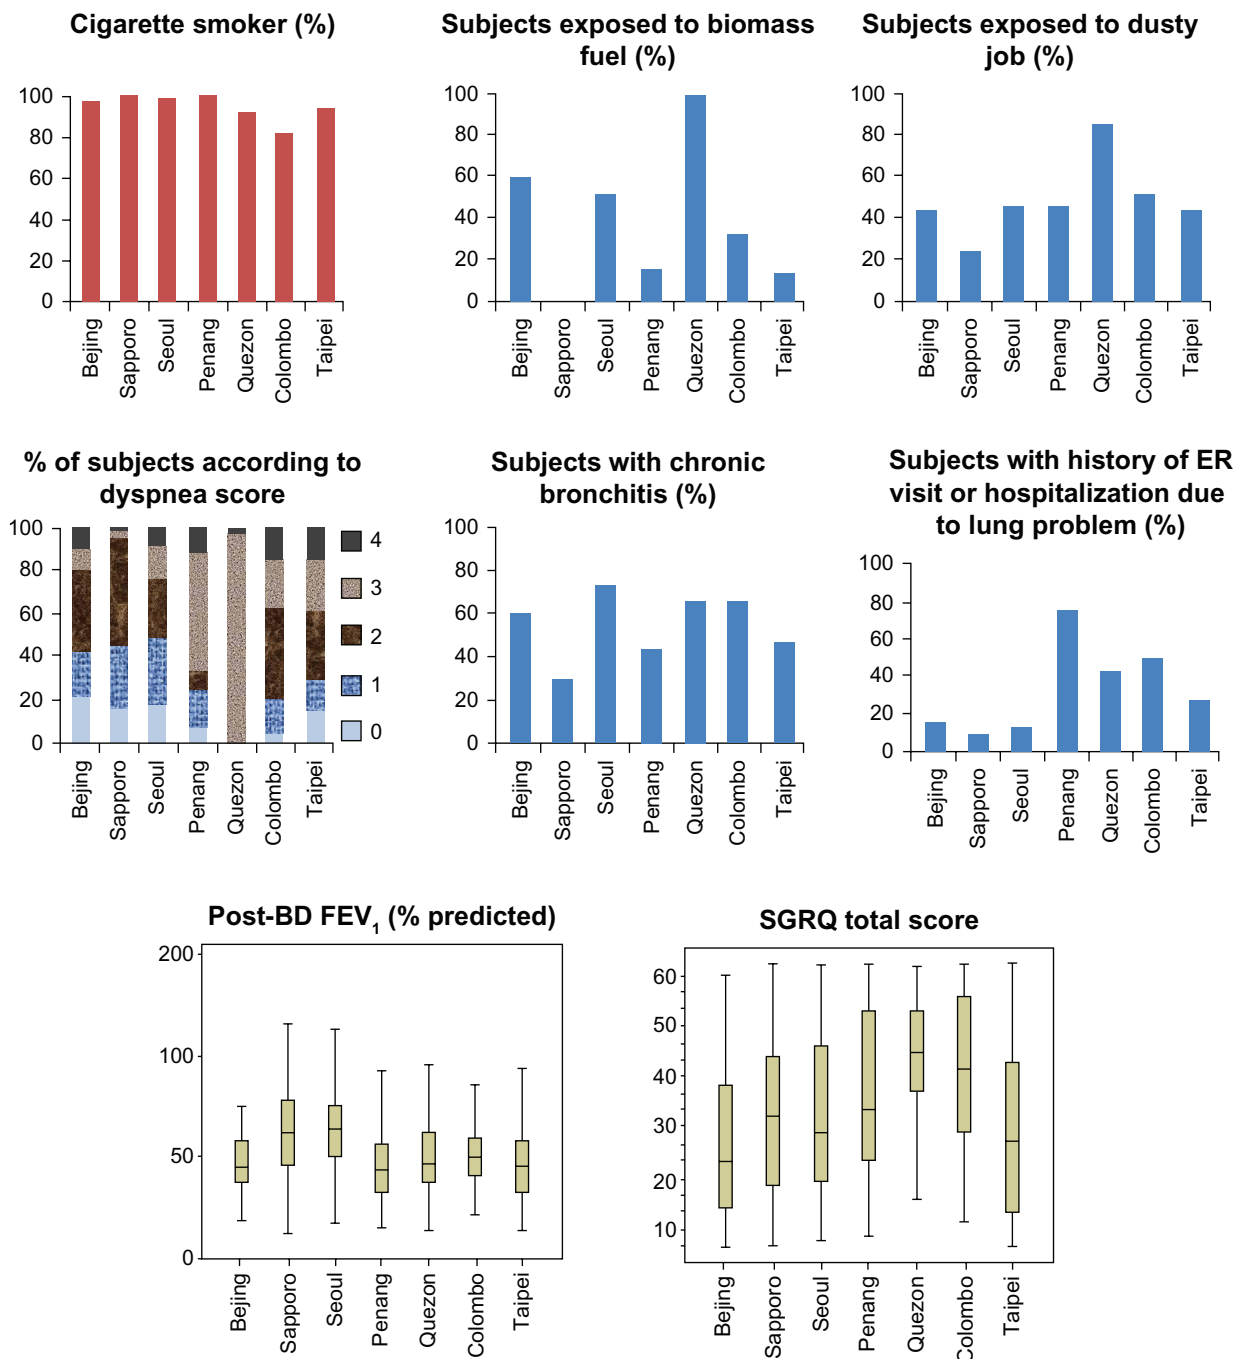 Cigarette smoker (%)
100
80
60
40
20
0
Bejing
Sapporo
Seoul
Penang
Quezon
Colombo
Taipei
Subjects exposed to biomass
fuel (%)
100
80
60
40
20
0
Bejing
Sapporo
Seoul
Penang
Quezon
Colombo
Taipei
Subjects exposed to dusty
job (%)
100
80
60
40
20
0
Bejing
Sapporo
Seoul
Penang
Quezon
Colombo
Taipei
% of subjects according to
dyspnea score
100
80
60
40
20
0
Bejing
Sapporo
Seoul
Penang
Quezon
Colombo
Taipei
4
3
2
1
0
Subjects with chronic
bronchitis (%)
100
80
60
40
20
0
Bejing
Sapporo
Seoul
Penang
Quezon
Colombo
Taipei
Subjects with history of ER
visit or hospitalization due
to lung problem (%)
100
80
60
40
20
0
Bejing
Sapporo
Seoul
Penang
Quezon
Colombo
Taipei
Post-BD FEV₁ (% predicted)
200
100
50
0
Bejing
Sapporo
Seoul
Penang
Quezon
Colombo
Taipei
SGRQ total score
60
50
40
30
20
10
Bejing
Sapporo
Seoul
Penang
Quezon
Colombo
Taipei